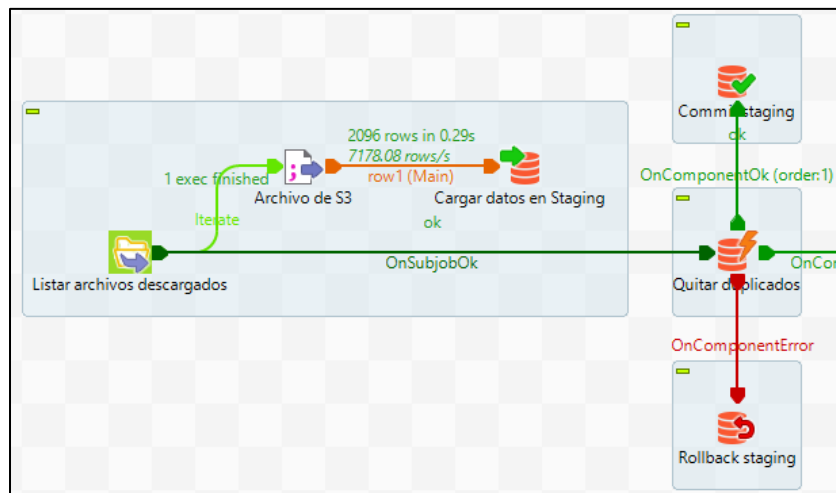 Commit staging
ok
2096 rows in 0.29s
7178.08 rows/s
row1 (Main)
1 exec finished
Iterate
Archivo de S3
Cargar datos en Staging
ok
OnComponentOk (order:1)
Listar archivos descargados
OnSubjobOk
Quitar duplicados
OnComponentError
Rollback staging